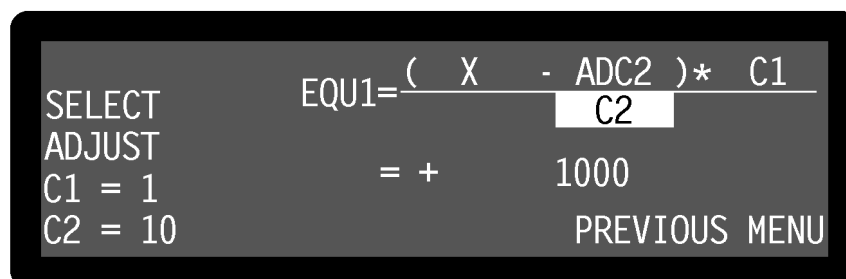 ( X - ADC2 )* C1
EQU1=
C2
SELECT
ADJUST
= + 1000
C1 = 1
C2 = 10
PREVIOUS MENU